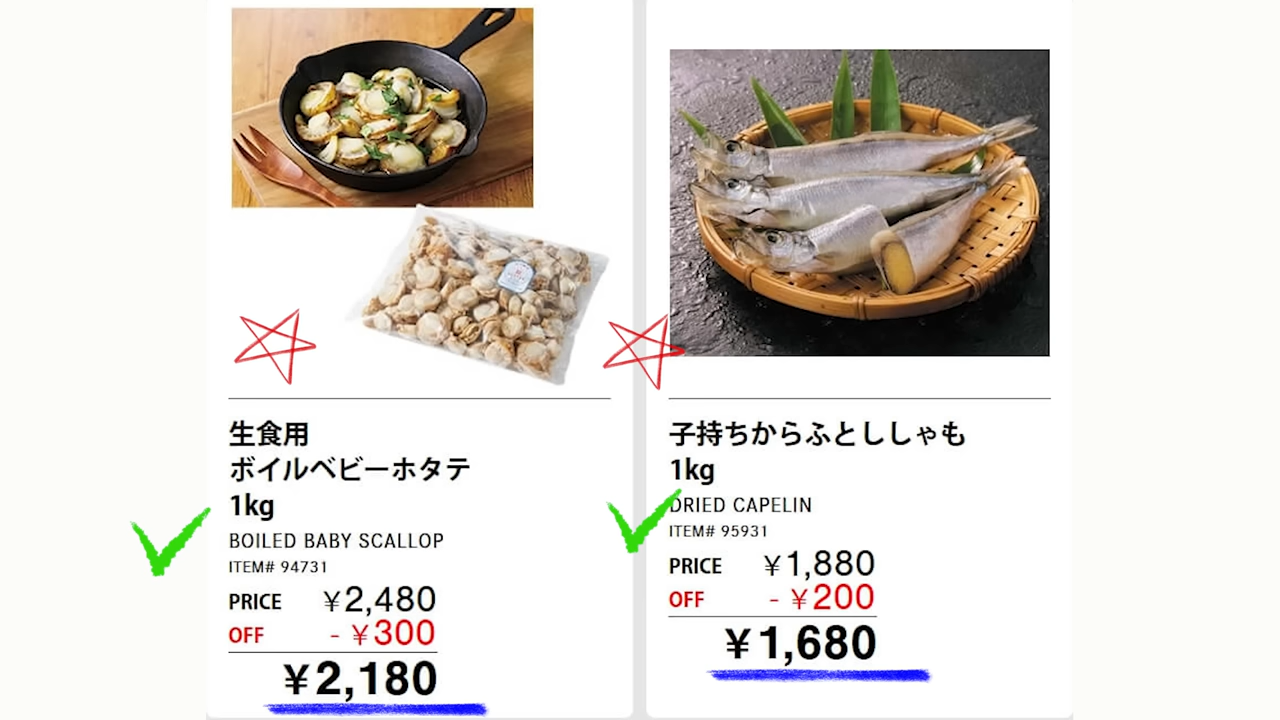 生食用
ボイルベビーホタテ
1kg
BOILED BABY SCALLOP
ITEM# 94731
PRICE ¥2,480
OFF - ¥300
¥2,180
子持ちからふとししゃも
1kg
DRIED CAPELIN
ITEM# 95931
PRICE ¥1,880
OFF - ¥200
¥1,680